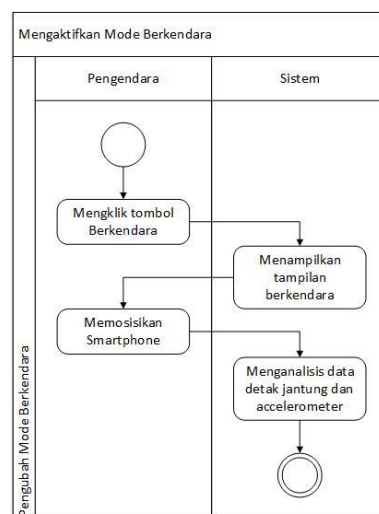 Mengaktifkan Mode Berkendara
Pengendara
Sistem
Mengklik tombol
Berkendara
Menampilkan
tampilan
berkendara
Memosisikan
Smartphone
Menganalisis data
detak jantung dan
accelerometer
Pengubah Mode Berkendara